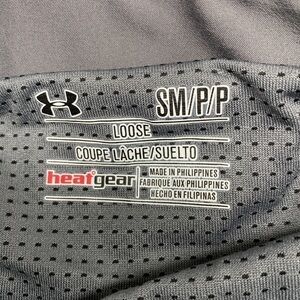 SM/P/P
LOOSE
COUPE LÂCHE/SUELTO
heatgear
MADE IN PHILIPPINES
FABRIQUÉ AUX PHILIPPINES
HECHO EN FILIPINAS